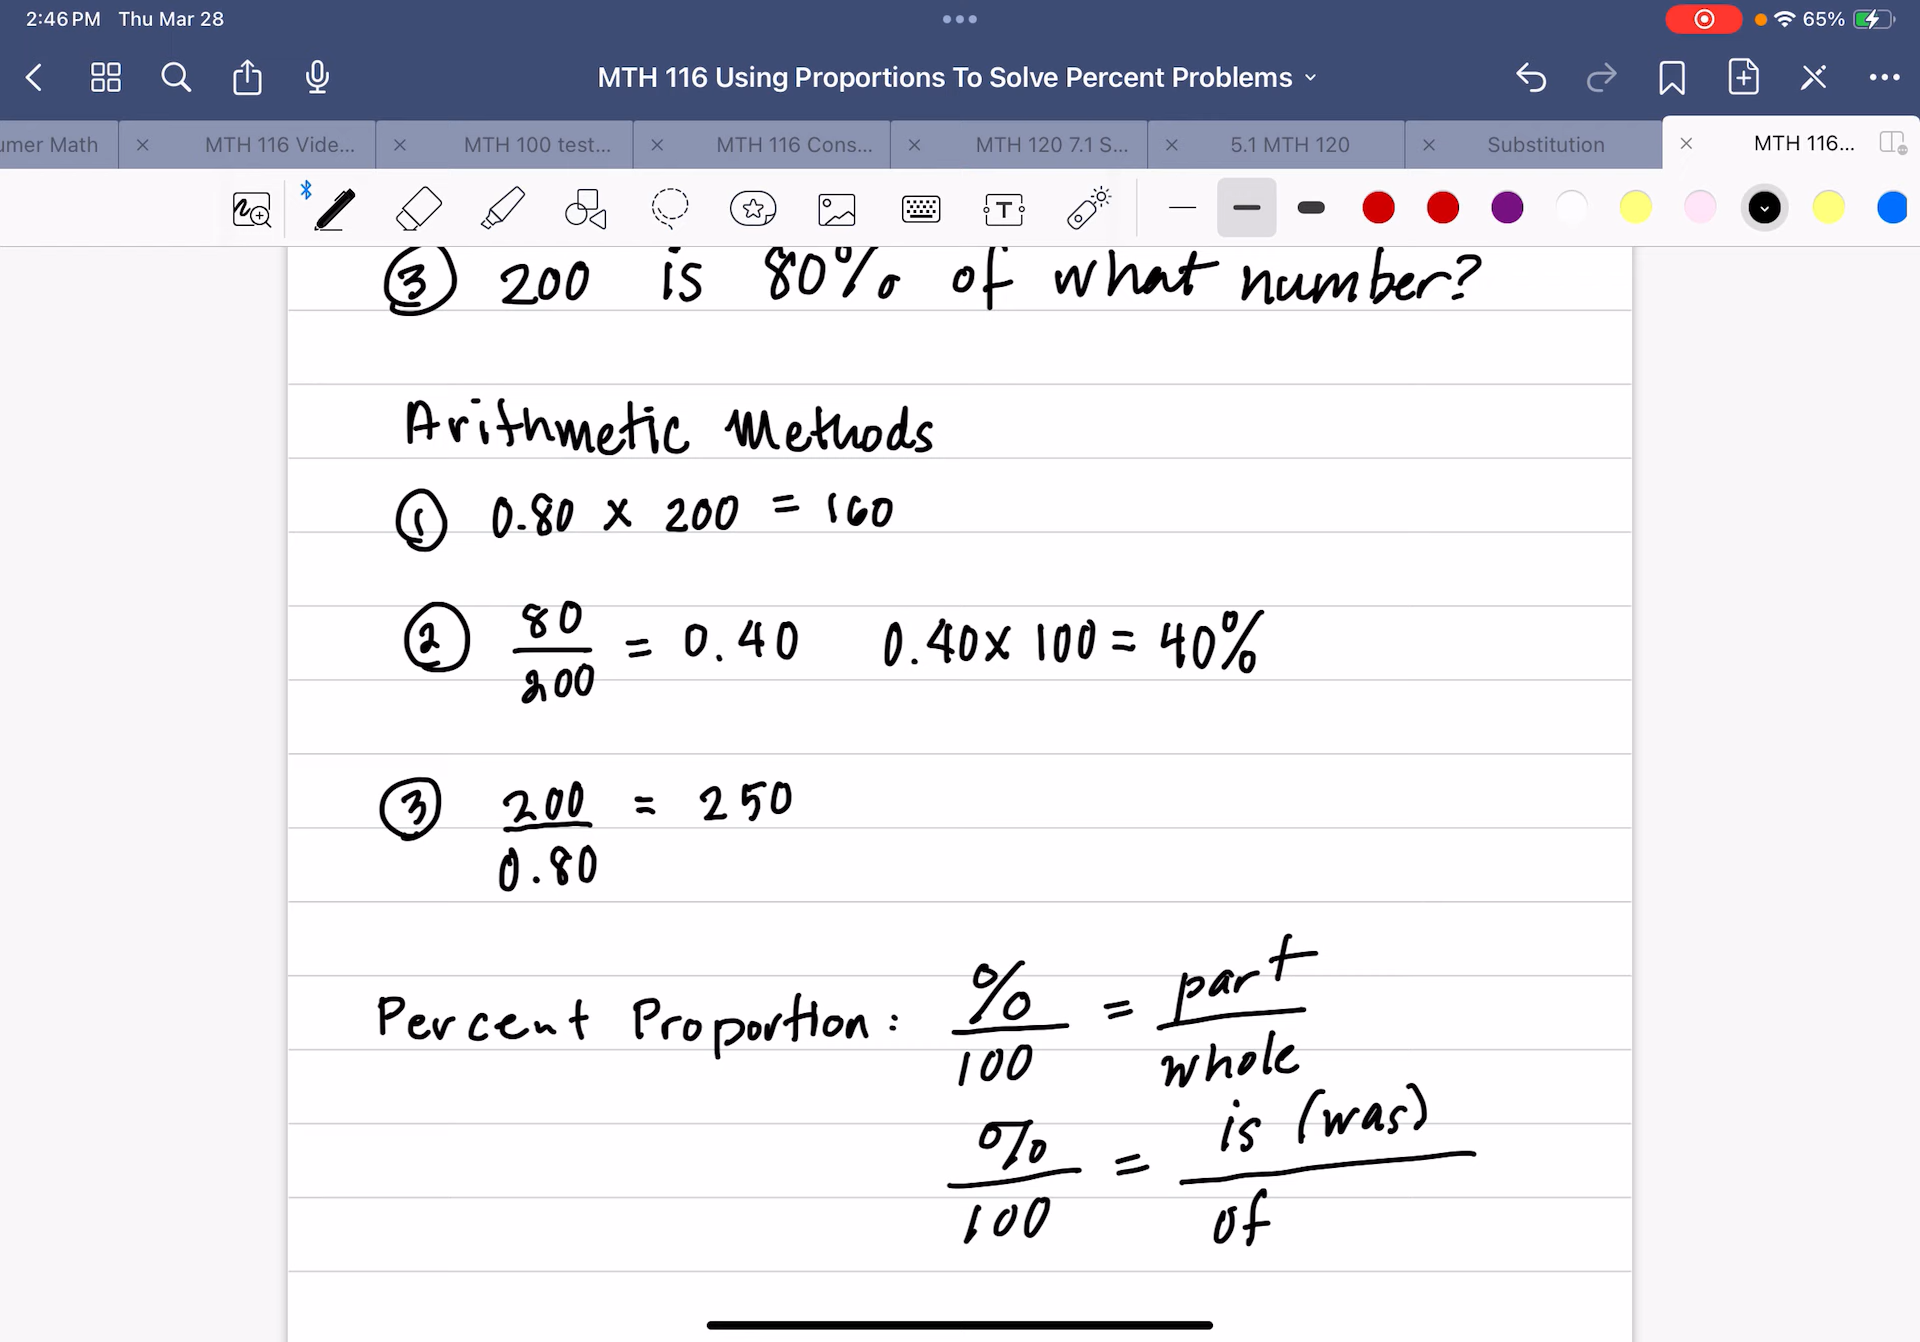 2:46 PM Thu Mar 28
65%
MTH 116 Using Proportions To Solve Percent Problems
umer Math
MTH 116 Vide...
MTH 100 test...
MTH 116 Cons...
MTH 120 7.1 S...
5.1 MTH 120
Substitution
MTH 116...
③ 200 is 80% of what number?
Arithmetic Methods
① 0.80 x 200 = 160
② 80/200 = 0.40 0.40 x 100 = 40%
③ 200/0.80 = 250
Percent Proportion: %/100 = part/whole
%/100 = is (was)/of